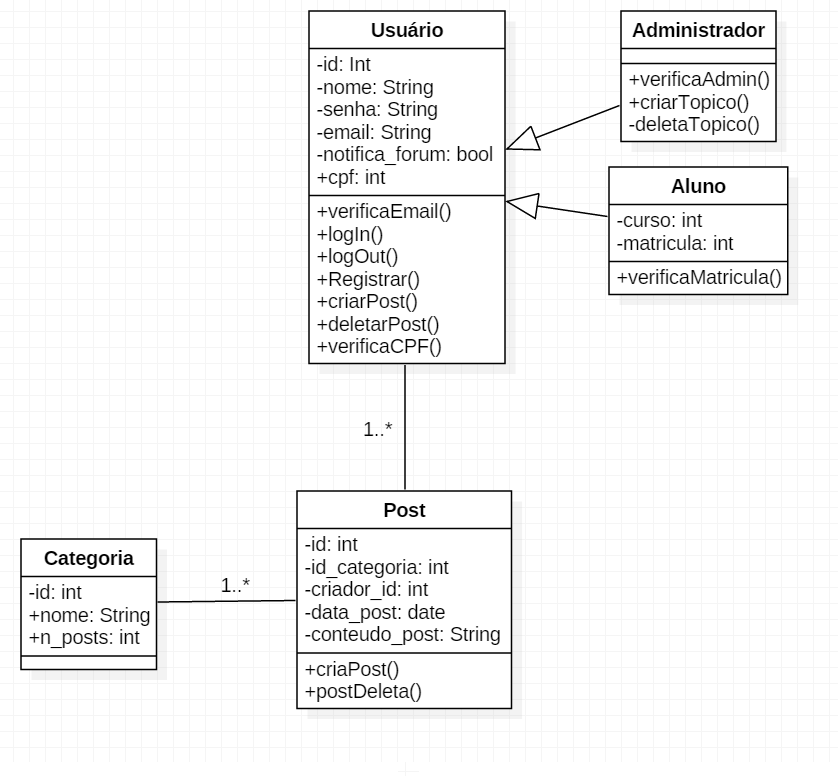 Usuário
-id: Int
-nome: String
-senha: String
-email: String
-notifica_forum: bool
+cpf: int
+verificaEmail()
+logIn()
+logOut()
+Registrar()
+criarPost()
+deletarPost()
+verificaCPF()
Administrador
+verificaAdmin()
+criarTopico()
-deletaTopico()
Aluno
-curso: int
-matricula: int
+verificaMatricula()
1..*
Categoria
-id: int
+nome: String
+n_posts: int
1..*
Post
-id: int
-id_categoria: int
-criador_id: int
-data_post: date
-conteudo_post: String
+criaPost()
+postDeleta()